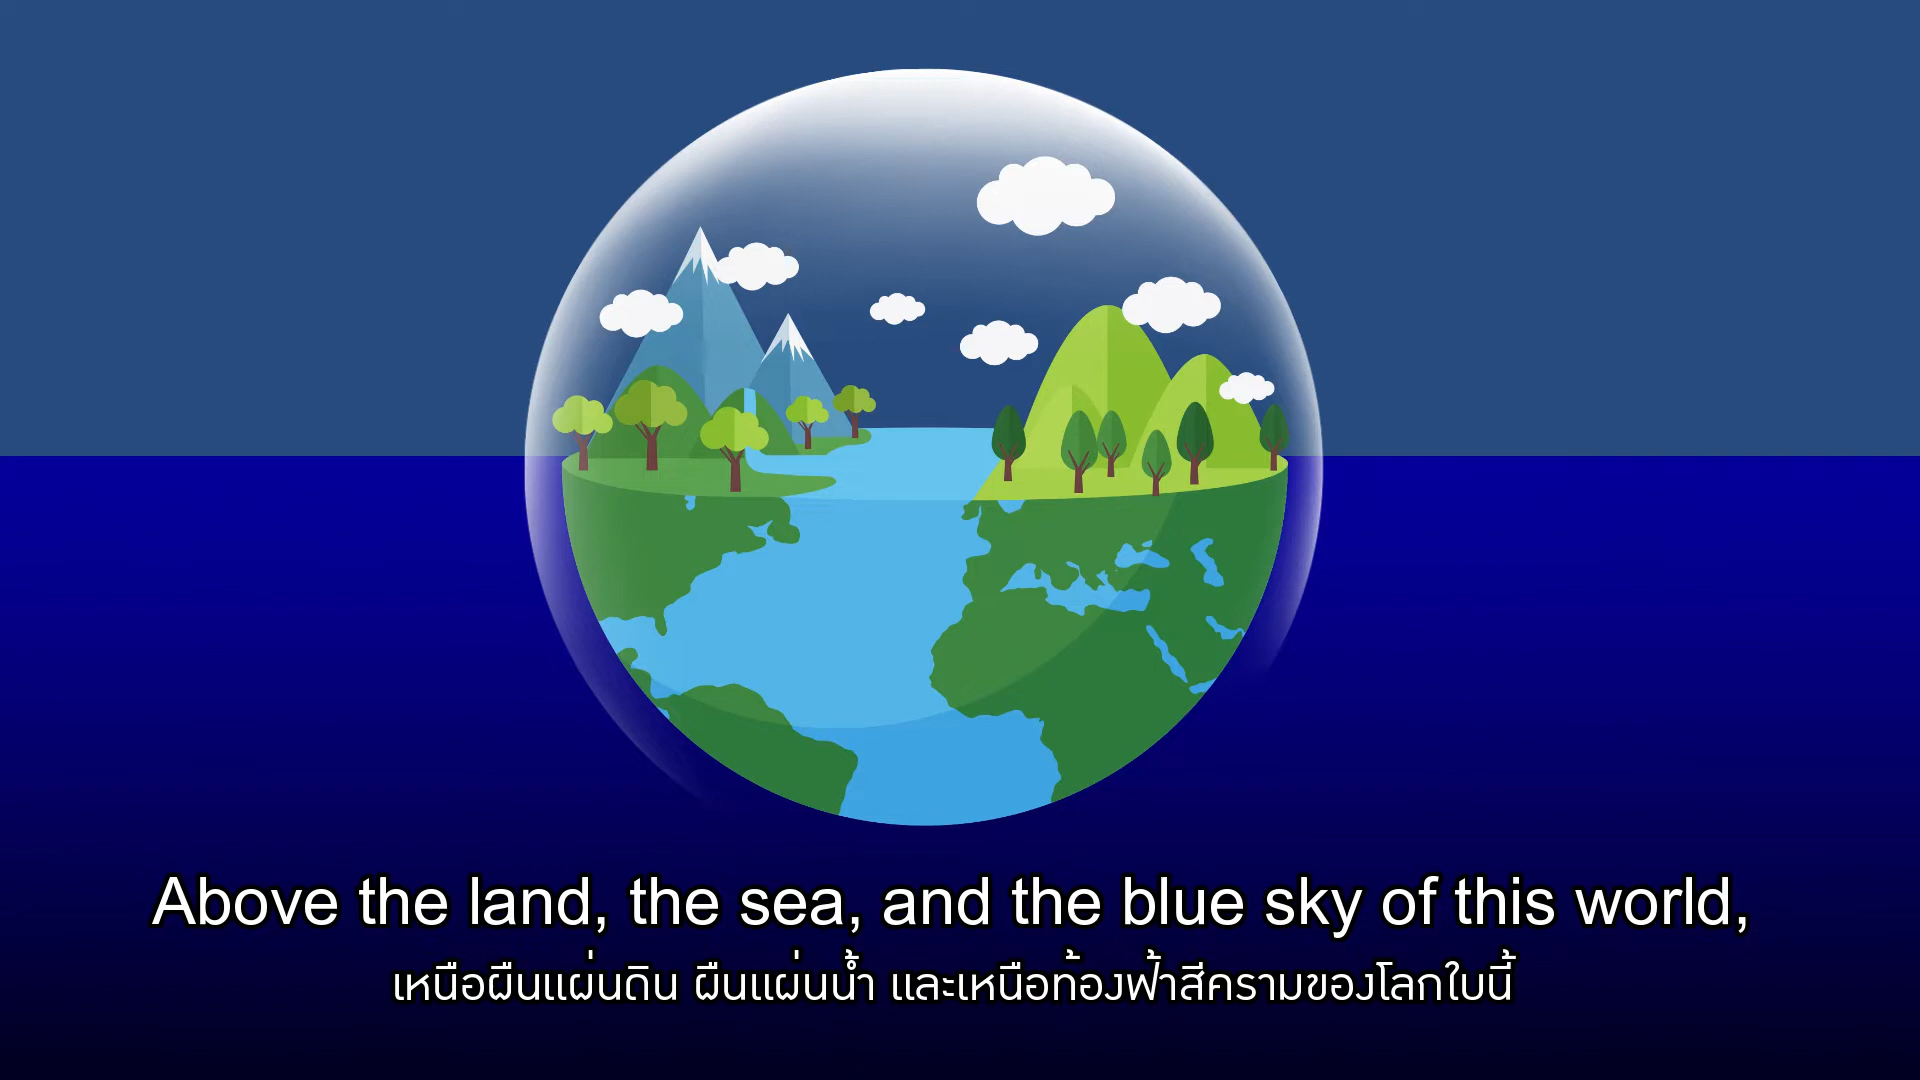 Above the land, the sea, and the blue sky of this world,
เหนือผืนแผ่นดิน ผืนแผ่นน้ำ และเหนือท้องฟ้าสีครามของโลกใบนี้